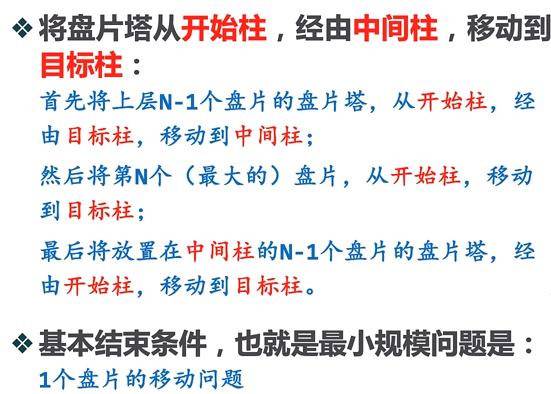 ❖将盘片塔从开始柱，经由中间柱，移动到
目标柱：
首先将上层N-1个盘片的盘片塔，从开始柱，经
由目标柱，移动到中间柱；
然后将第N个（最大的）盘片，从开始柱，移动
到目标柱；
最后将放置在中间柱的N-1个盘片的盘片塔，经
由开始柱，移动到目标柱。
❖基本结束条件，也就是最小规模问题是：
1个盘片的移动问题